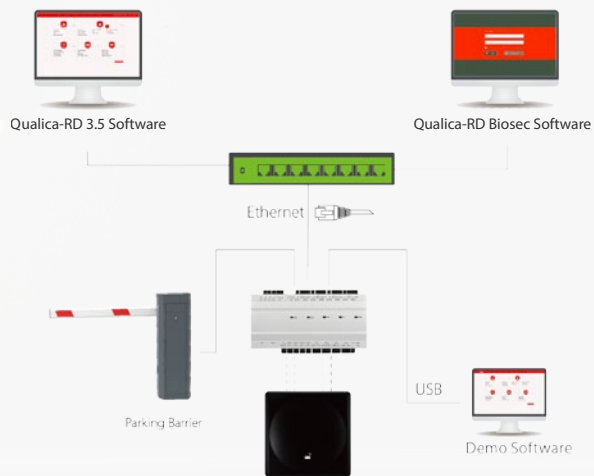 Qualica-RD 3.5 Software
Qualica-RD Biosec Software
Ethernet
Parking Barrier
USB
Demo Software